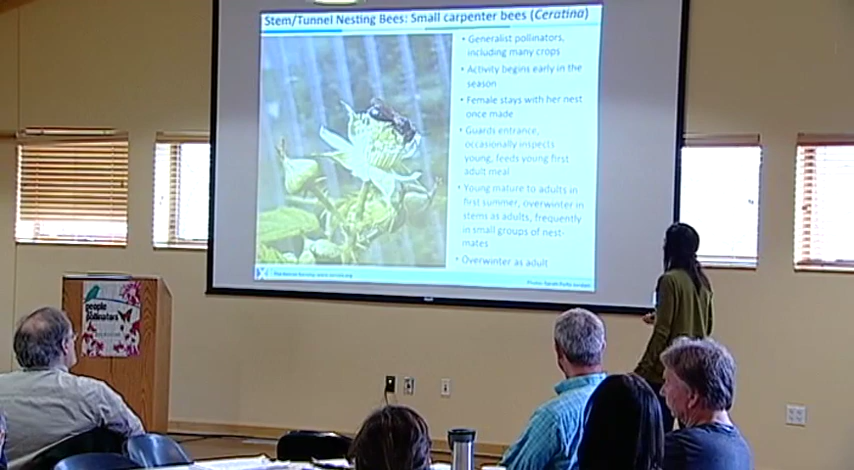 Stem/Tunnel Nesting Bees: Small carpenter bees (Ceratina)
• Generalist pollinators,
including many crops
• Activity begins early in the
season
• Female stays with her nest
once made
• Guards entrance,
occasionally inspects
young, feeds young first
adult meal
• Young mature to adults in
first summer, overwinter in
stems as adults, frequently
in small groups of nest-
mates
• Overwinter as adult
people
pollinators